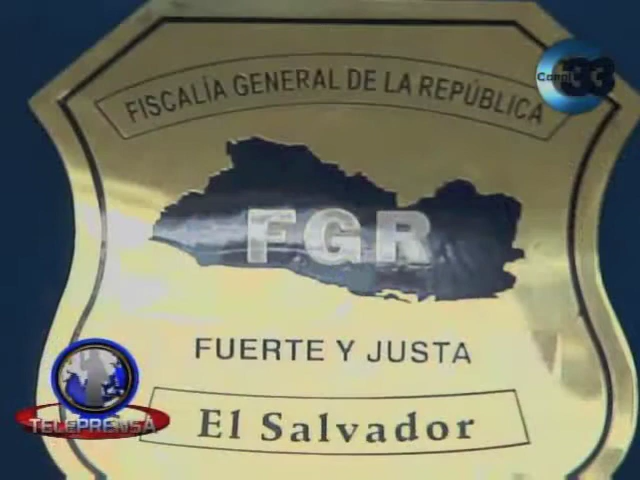 Canal 33
FISCALÍA GENERAL DE LA REPÚBLICA
FGR
FUERTE Y JUSTA
El Salvador
TELEPRENSA